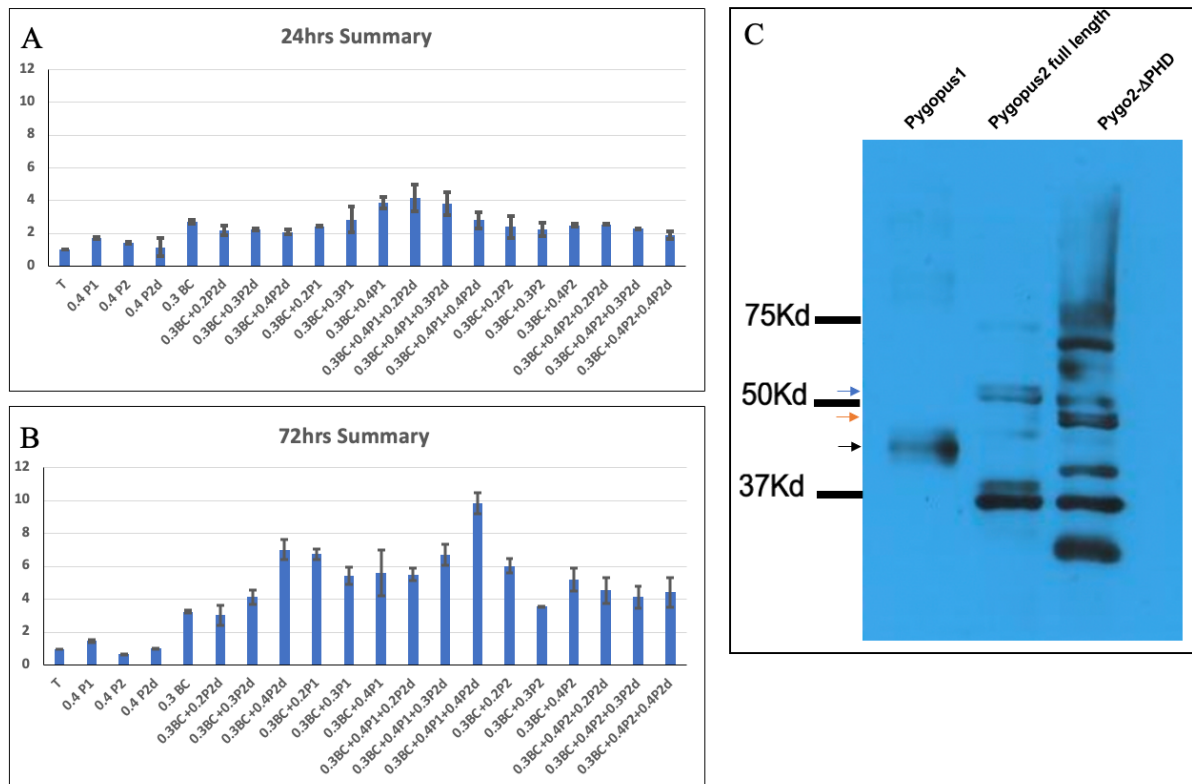 A
24hrs Summary
12
10
8
6
4
2
0
T
0.4 P1
0.4 P2
0.4 P2d
0.3 BC
0.3BC+0.2P2d
0.3BC+0.3P2d
0.3BC+0.4P2d
0.3BC+0.2P1
0.3BC+0.3P1
0.3BC+0.4P1
0.3BC+0.4P1+0.2P2d
0.3BC+0.4P1+0.3P2d
0.3BC+0.4P1+0.4P2d
0.3BC+0.2P2
0.3BC+0.3P2
0.3BC+0.4P2
0.3BC+0.4P2+0.2P2d
0.3BC+0.4P2+0.3P2d
0.3BC+0.4P2+0.4P2d
B
72hrs Summary
12
10
8
6
4
2
0
T
0.4 P1
0.4 P2
0.4 P2d
0.3 BC
0.3BC+0.2P2d
0.3BC+0.3P2d
0.3BC+0.4P2d
0.3BC+0.2P1
0.3BC+0.3P1
0.3BC+0.4P1
0.3BC+0.4P1+0.2P2d
0.3BC+0.4P1+0.3P2d
0.3BC+0.4P1+0.4P2d
0.3BC+0.2P2
0.3BC+0.3P2
0.3BC+0.4P2
0.3BC+0.4P2+0.2P2d
0.3BC+0.4P2+0.3P2d
0.3BC+0.4P2+0.4P2d
C
Pygopus1
Pygopus2 full length
Pygo2-ΔPHD
75Kd
50Kd
37Kd